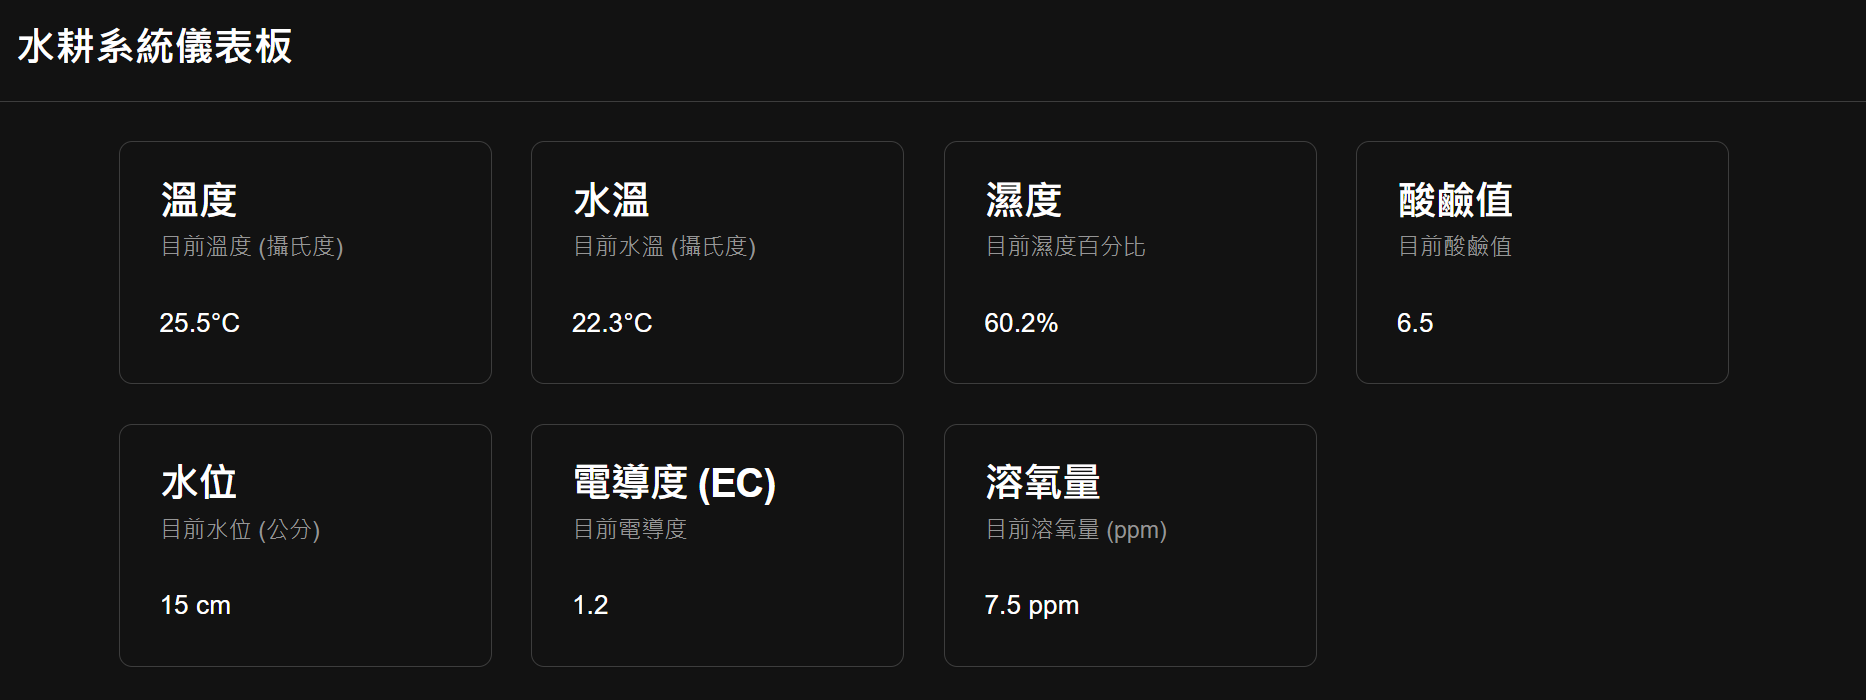 水耕系統儀表板
溫度
目前溫度 (攝氏度)
25.5°C
水溫
目前水溫 (攝氏度)
22.3°C
濕度
目前濕度百分比
60.2%
酸鹼值
目前酸鹼值
6.5
水位
目前水位 (公分)
15 cm
電導度 (EC)
目前電導度
1.2
溶氧量
目前溶氧量 (ppm)
7.5 ppm